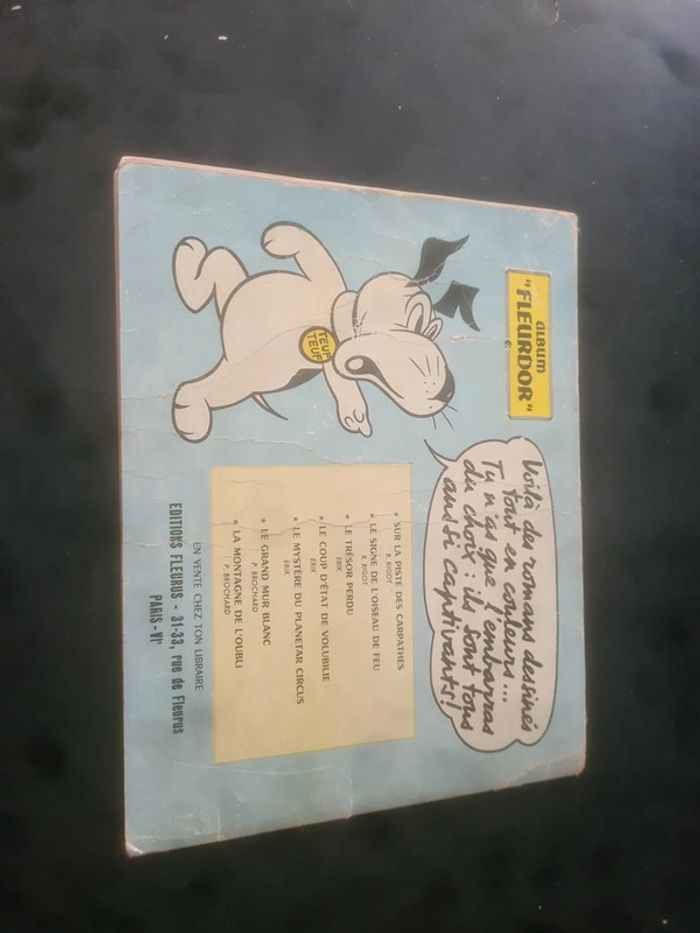 ALBUM
"FLEURDOR"
Voilà des romans dessinés
tout en couleurs...
Tu n'as que l'embarras
du choix : ils sont tous
aussi captivants !
TEUF
TEUF
★ SUR LA PISTE DES CARPATHES
R. RIGOT
★ LE SIGNE DE L'OISEAU DE FEU
R. RIGOT
★ LE TRÉSOR PERDU
ERIK
★ LE COUP D'ÉTAT DE VOLUBILIE
ERIK
★ LE MYSTÈRE DU PLANETAR CIRCUS
ERIK
★ LE GRAND MUR BLANC
P. BROCHARD
★ LA MONTAGNE DE L'OUBLI
P. BROCHARD
EN VENTE CHEZ TON LIBRAIRE
EDITIONS FLEURUS - 31-33, rue de Fleurus
PARIS-VIe